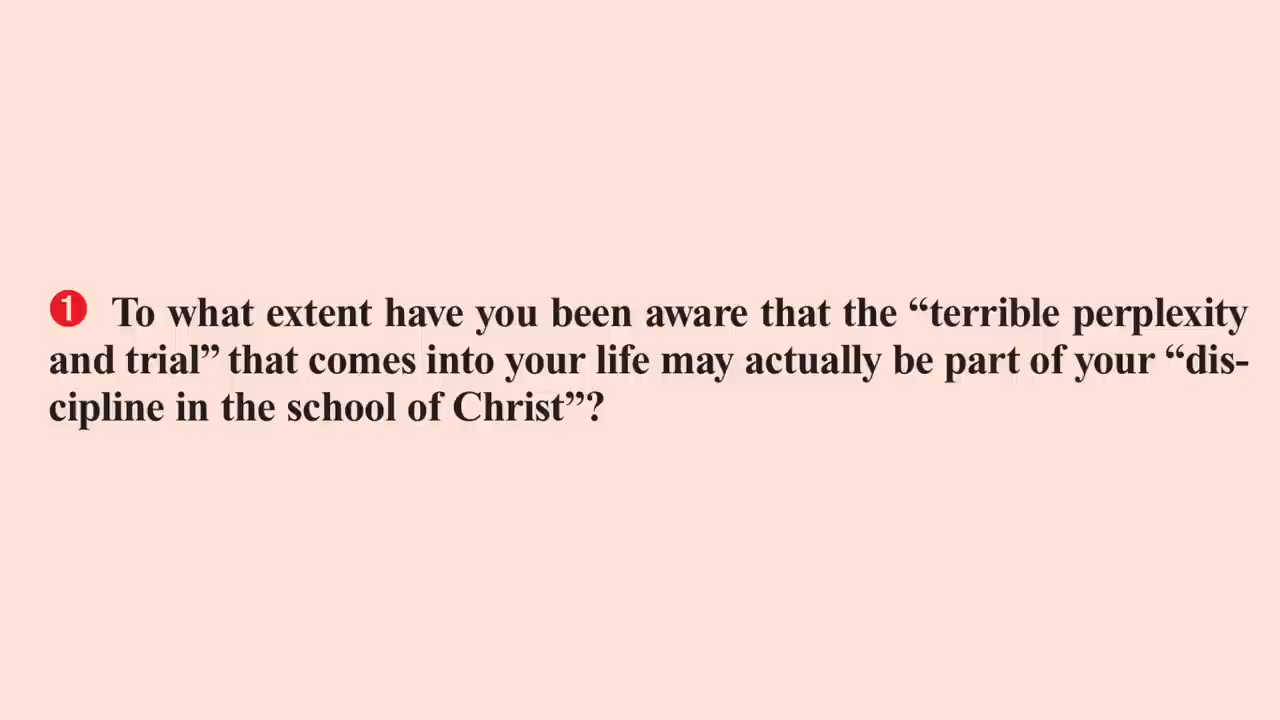 ❶ To what extent have you been aware that the “terrible perplexity
and trial” that comes into your life may actually be part of your “dis-
cipline in the school of Christ”?